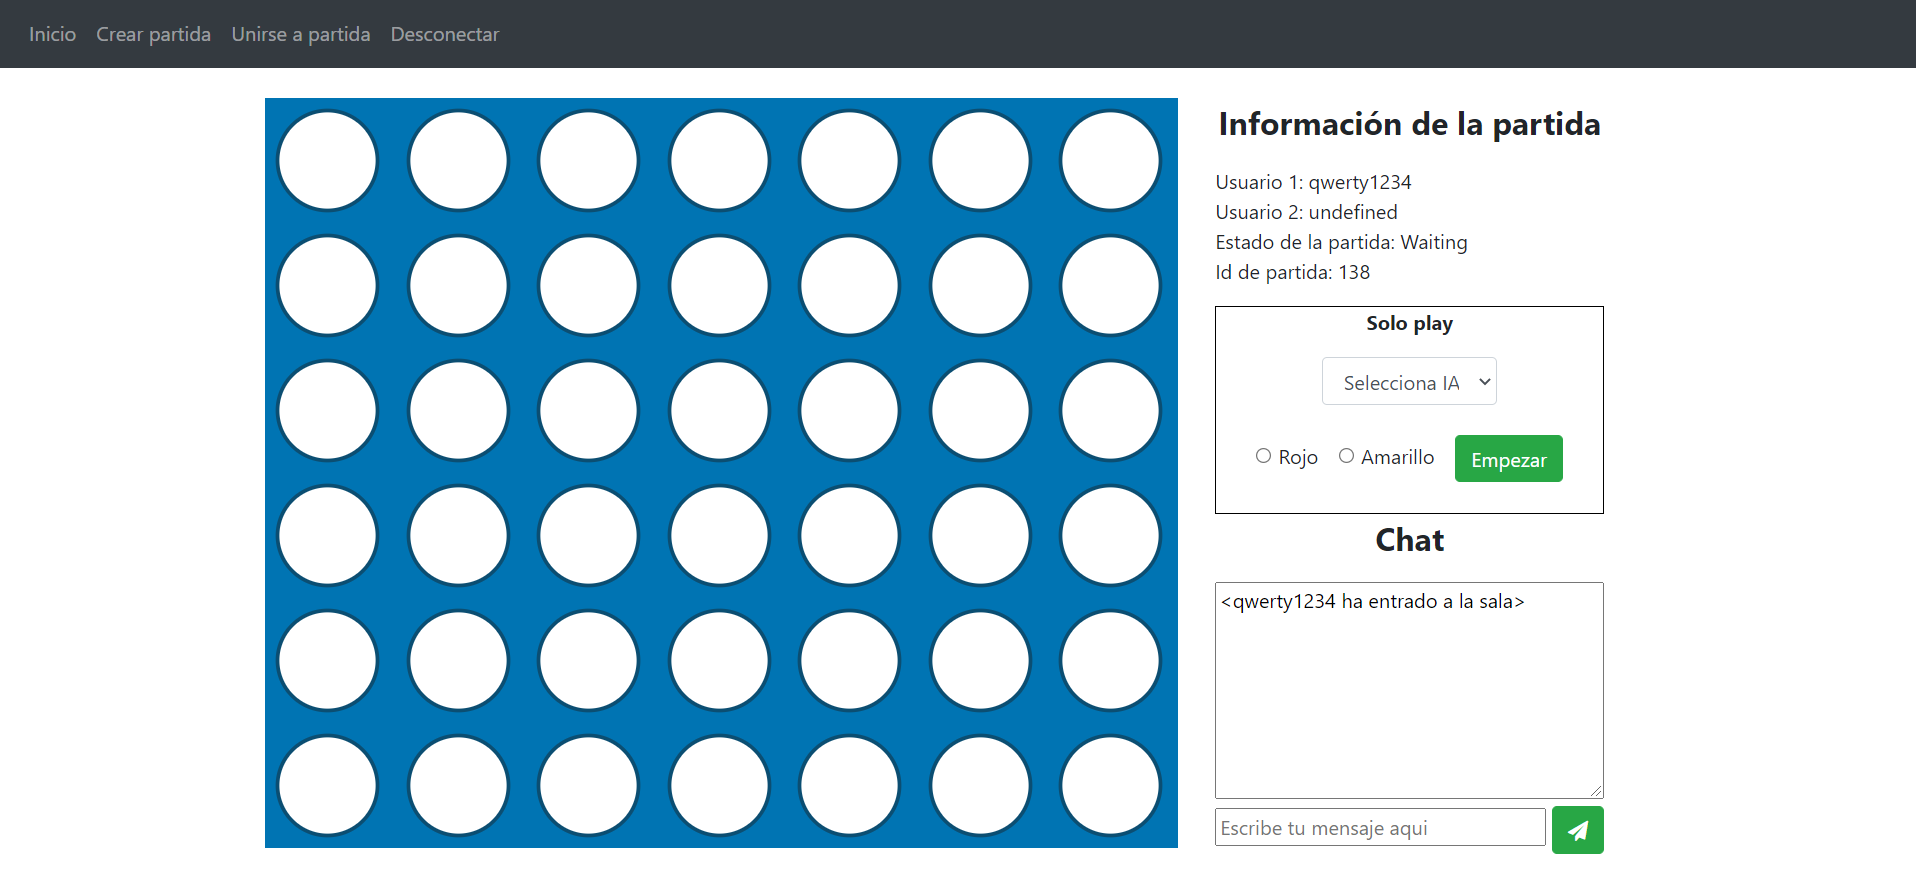 Inicio Crear partida Unirse a partida Desconectar
Información de la partida
Usuario 1: qwerty1234
Usuario 2: undefined
Estado de la partida: Waiting
Id de partida: 138
Solo play
Selecciona IA
Rojo Amarillo Empezar
Chat
<qwerty1234 ha entrado a la sala>
Escribe tu mensaje aqui